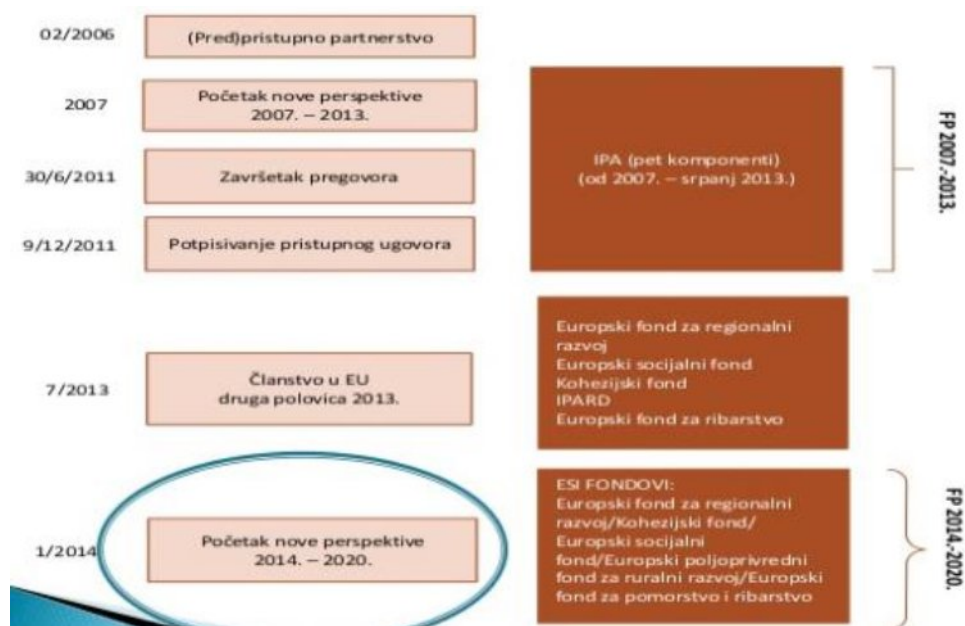 02/2006
(Pred)pristupno partnerstvo
2007
Početak nove perspektive
2007. – 2013.
30/6/2011
Završetak pregovora
9/12/2011
Potpisivanje pristupnog ugovora
IPA (pet komponenti)
(od 2007. – srpanj 2013.)
FP 2007.-2013.
7/2013
Članstvo u EU
druga polovica 2013.
Europski fond za regionalni
razvoj
Europski socijalni fond
Kohezijski fond
IPARD
Europski fond za ribarstvo
1/2014
Početak nove perspektive
2014. – 2020.
ESI FONDOVI:
Europski fond za regionalni
razvoj/Kohezijski fond/
Europski socijalni
fond/Europski poljoprivredni
fond za ruralni razvoj/Europski
fond za pomorstvo i ribarstvo
FP 2014.-2020.